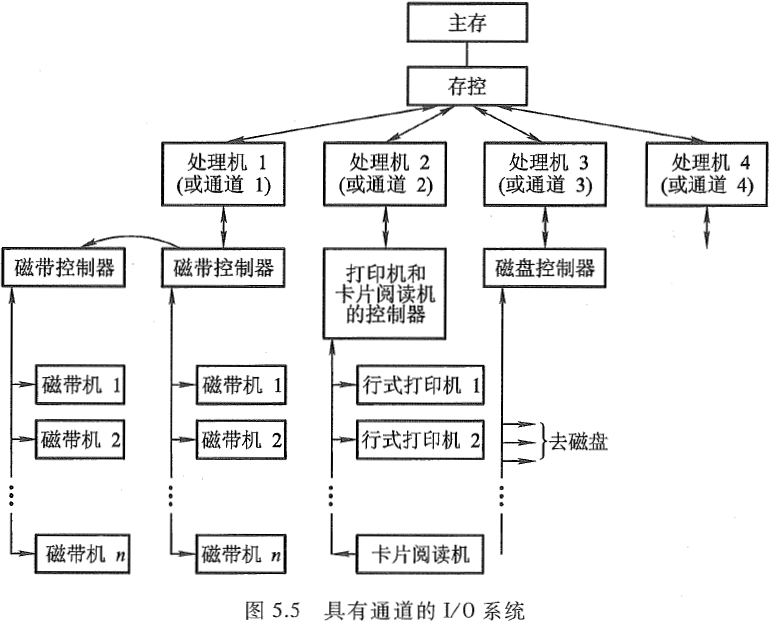 主存
存控
处理机 1
(或通道 1)
处理机 2
(或通道 2)
处理机 3
(或通道 3)
处理机 4
(或通道 4)
磁带控制器
磁带控制器
打印机和
卡片阅读机
的控制器
磁盘控制器
磁带机 1
磁带机 1
行式打印机 1
磁带机 2
磁带机 2
行式打印机 2
去磁盘
磁带机 n
磁带机 n
卡片阅读机
图 5.5 具有通道的 I/O 系统